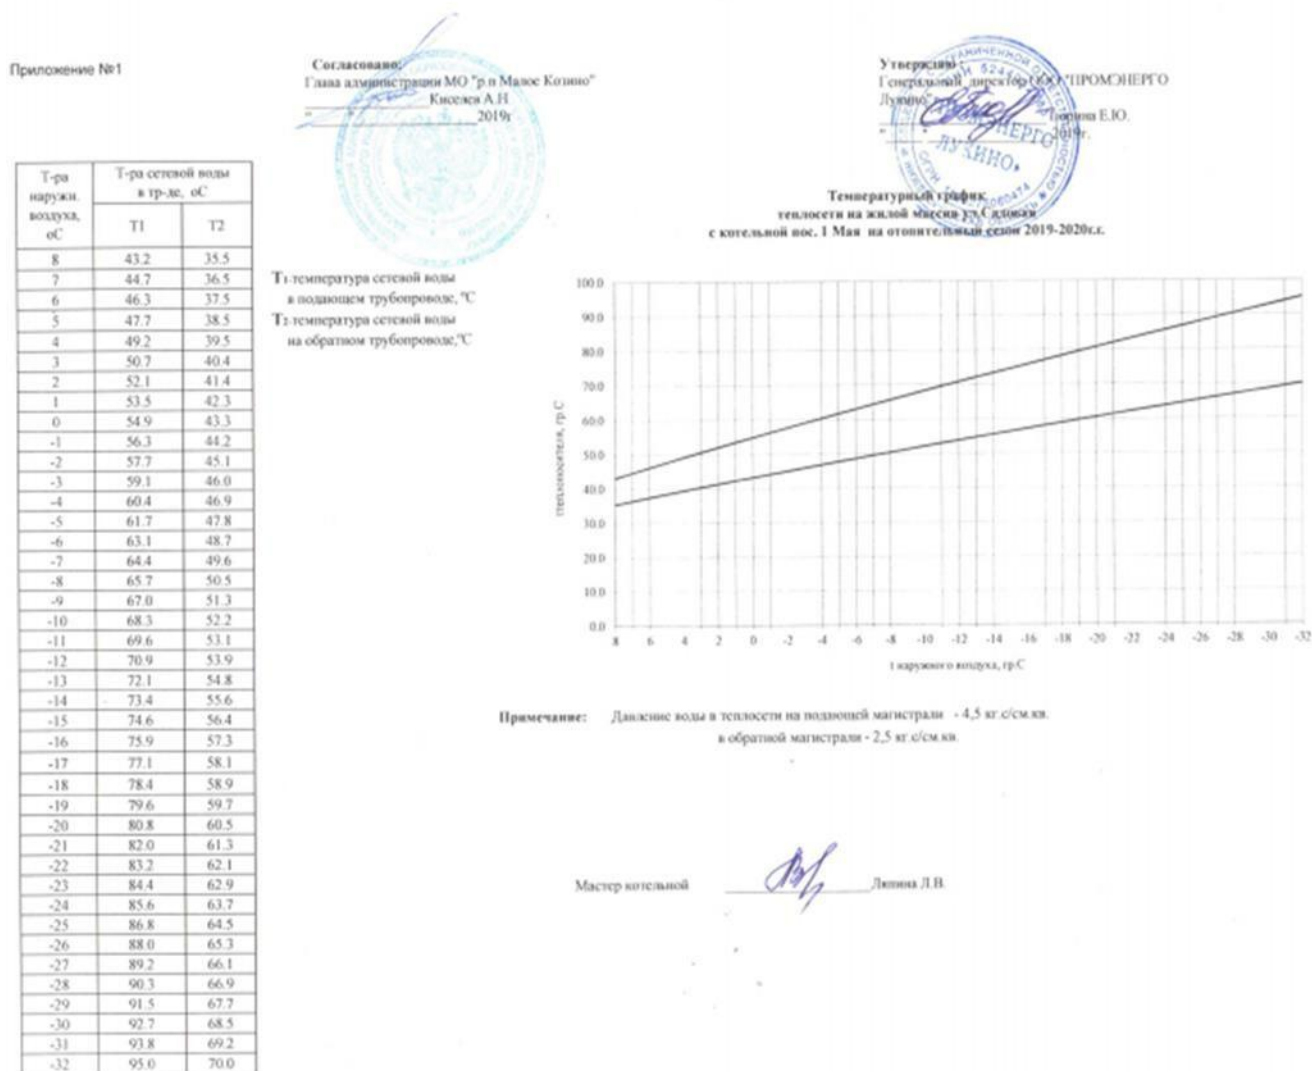 Приложение №1
Согласовано:
Глава администрации МО "р.п Малое Козино"
Киселев А.Н
" " 2019г
Утверждаю :
Генеральный директор ООО "ПРОМЭНЕРГО
Лукино"
Е.Ю.
" " 2019г.
ПРОМЭНЕРГО
ЛУКИНО»
Температурный график
теплосети на жилой массив ул.Садовая
с котельной пос. 1 Мая на отопительный сезон 2019-2020г.г.
Т-ра наружн. воздуха, оС
Т-ра сетевой воды в тр-де, оС
Т1 Т2
8 43.2 35.5
7 44.7 36.5
6 46.3 37.5
5 47.7 38.5
4 49.2 39.5
3 50.7 40.4
2 52.1 41.4
1 53.5 42.3
0 54.9 43.3
-1 56.3 44.2
-2 57.7 45.1
-3 59.1 46.0
-4 60.4 46.9
-5 61.7 47.8
-6 63.1 48.7
-7 64.4 49.6
-8 65.7 50.5
-9 67.0 51.3
-10 68.3 52.2
-11 69.6 53.1
-12 70.9 53.9
-13 72.1 54.8
-14 73.4 55.6
-15 74.6 56.4
-16 75.9 57.3
-17 77.1 58.1
-18 78.4 58.9
-19 79.6 59.7
-20 80.8 60.5
-21 82.0 61.3
-22 83.2 62.1
-23 84.4 62.9
-24 85.6 63.7
-25 86.8 64.5
-26 88.0 65.3
-27 89.2 66.1
-28 90.3 66.9
-29 91.5 67.7
-30 92.7 68.5
-31 93.8 69.2
-32 95.0 70.0
Т1-температура сетевой воды
в подающем трубопроводе, °С
Т2-температура сетевой воды
на обратном трубопроводе,°С
100.0
90.0
80.0
70.0
60.0
50.0
40.0
30.0
20.0
10.0
0.0
tтеплоносителя, гр.С
8 6 4 2 0 -2 -4 -6 -8 -10 -12 -14 -16 -18 -20 -22 -24 -26 -28 -30 -32
t наружного воздуха, гр.С
Примечание: Давление воды в теплосети на подающей магистрали - 4,5 кг.с/см.кв.
в обратной магистрали - 2,5 кг.с/см.кв.
Мастер котельной Ляпина Л.В.